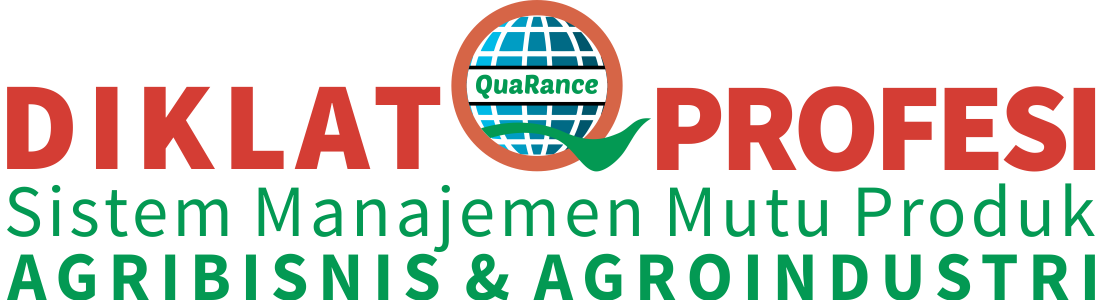 DIKLAT QuaRance PROFESI
Sistem Manajemen Mutu Produk
AGRIBISNIS & AGROINDUSTRI